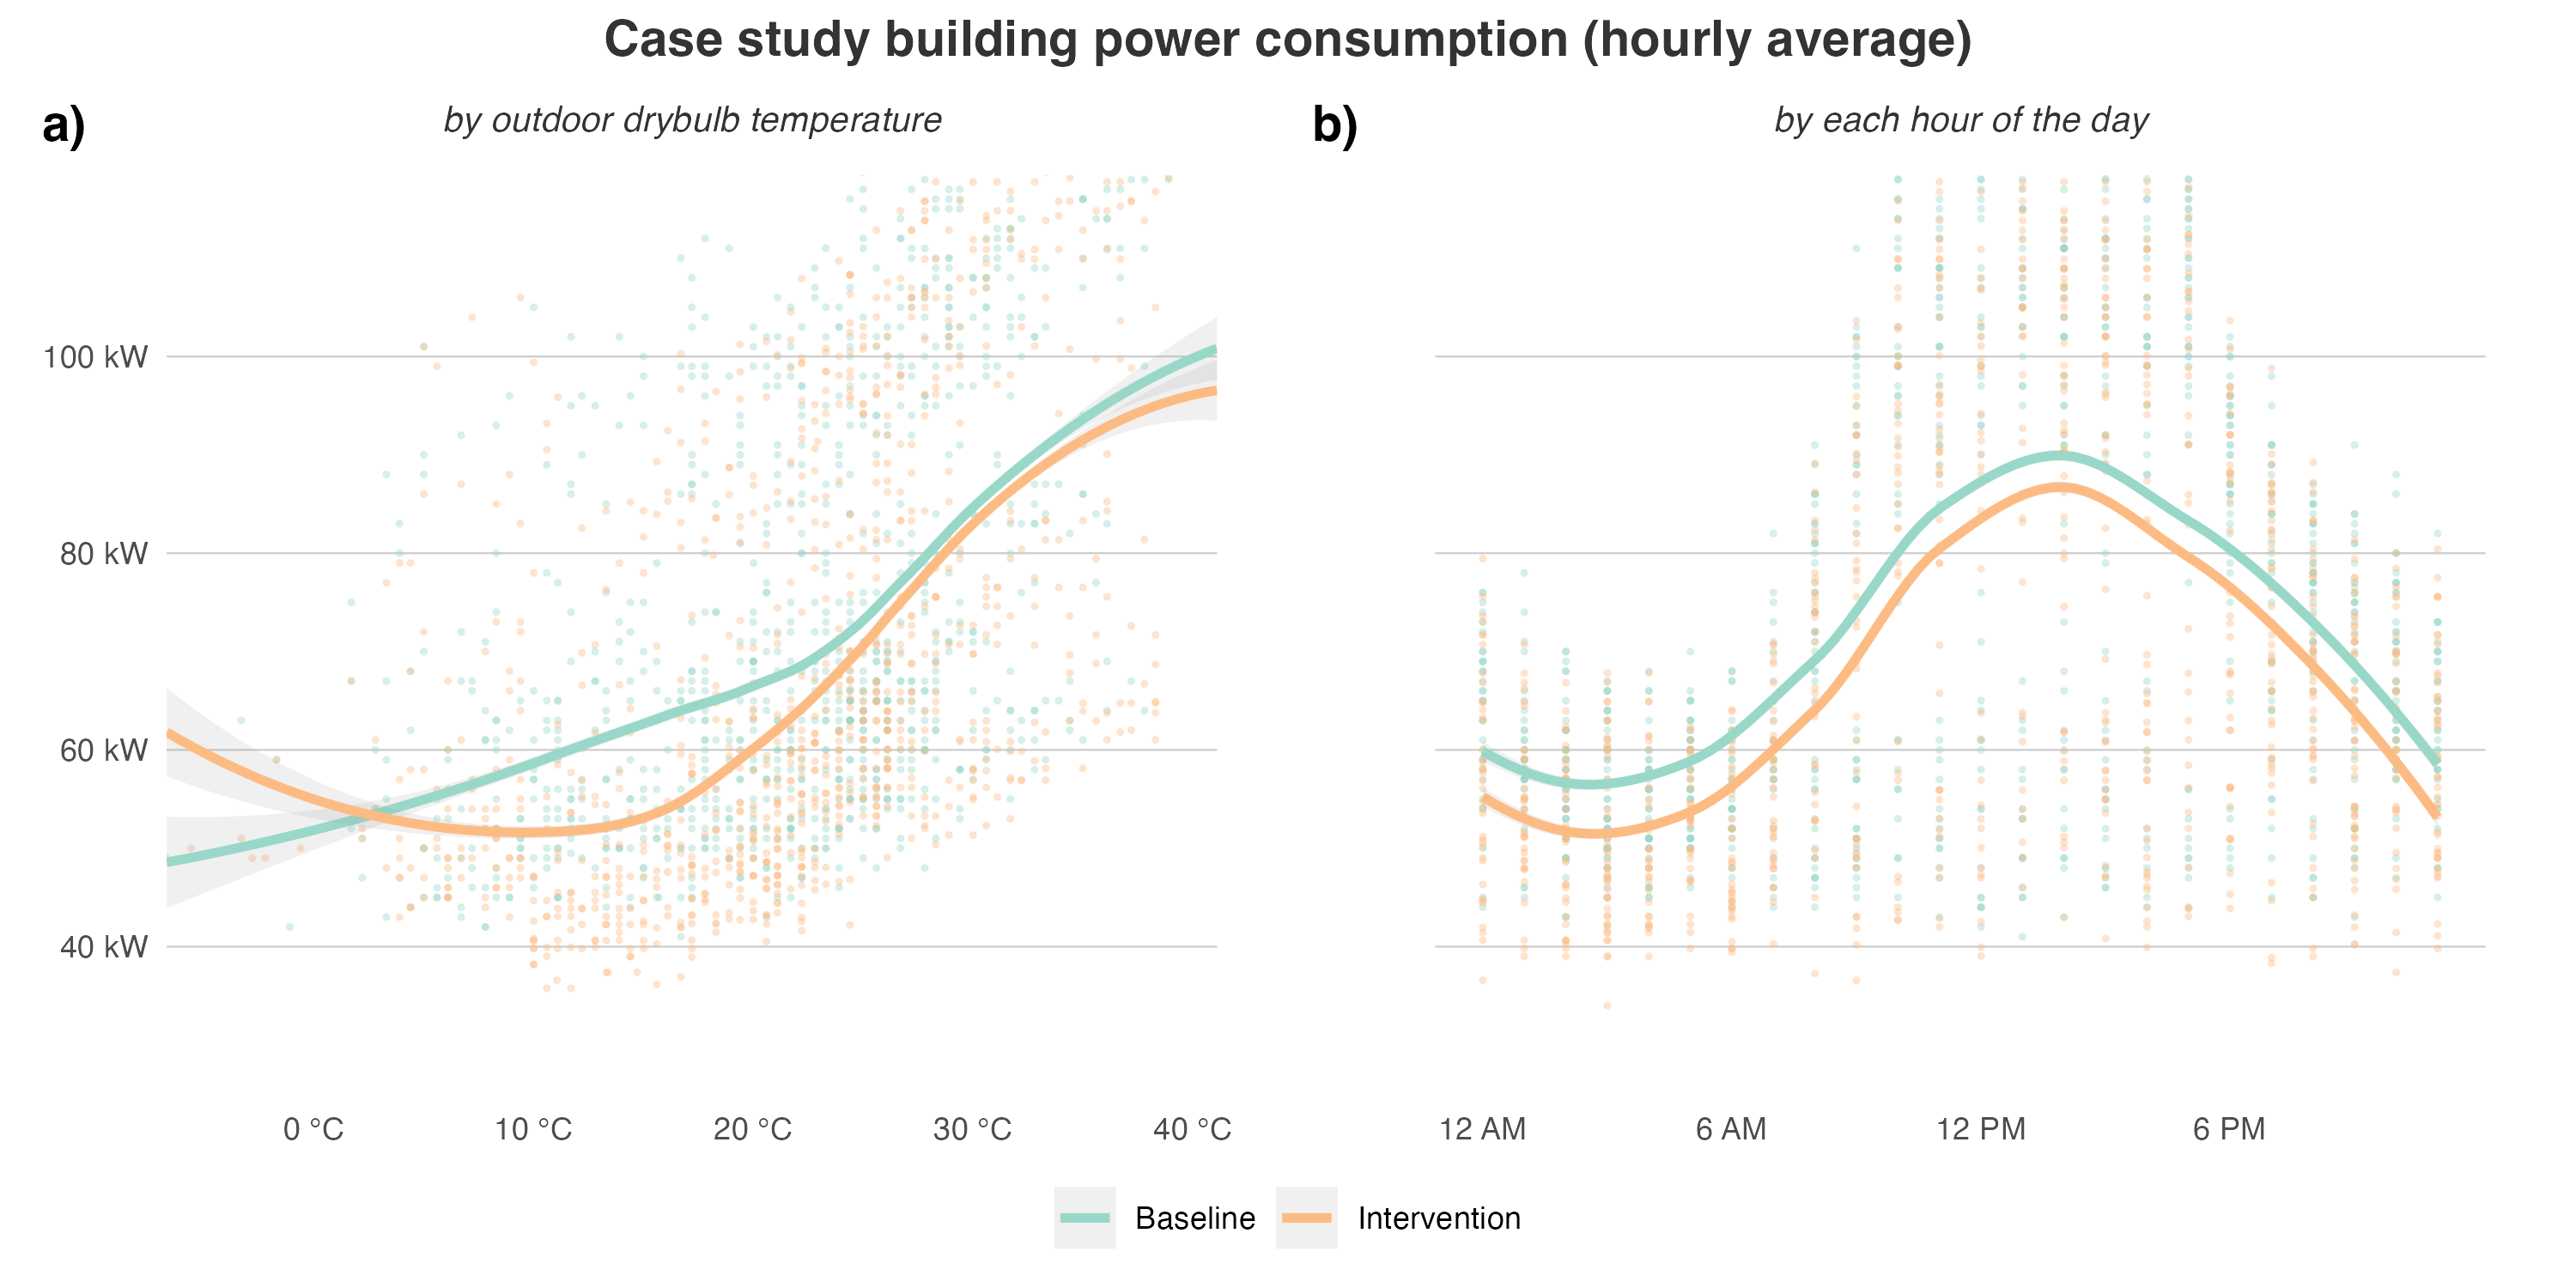 Case study building power consumption (hourly average)
a)
by outdoor drybulb temperature
100 kW
80 kW
60 kW
40 kW
0 °C 10 °C 20 °C 30 °C 40 °C
b)
by each hour of the day
12 AM 6 AM 12 PM 6 PM
Baseline Intervention